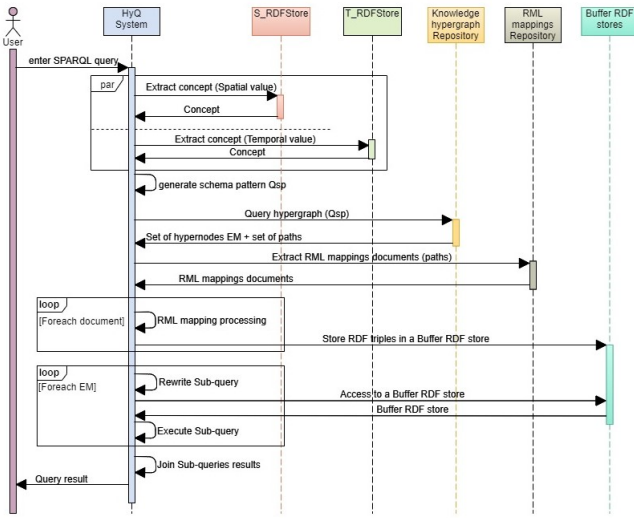 HyQ
System
S_RDFStore
T_RDFStore
Knowledge
hypergraph
Repository
RML
mappings
Repository
Buffer RDF
stores
User
enter SPARQL query
par
Extract concept (Spatial value)
Concept
Extract concept (Temporal value)
Concept
generate schema pattern Qsp
Query hypergraph (Qsp)
Set of hypernodes EM + set of paths
Extract RML mappings documents (paths)
RML mappings documents
loop
[Foreach document]
RML mapping processing
Store RDF triples in a Buffer RDF store
loop
[Foreach EM]
Rewrite Sub-query
Access to a Buffer RDF store
Buffer RDF store
Execute Sub-query
Join Sub-queries results
Query result